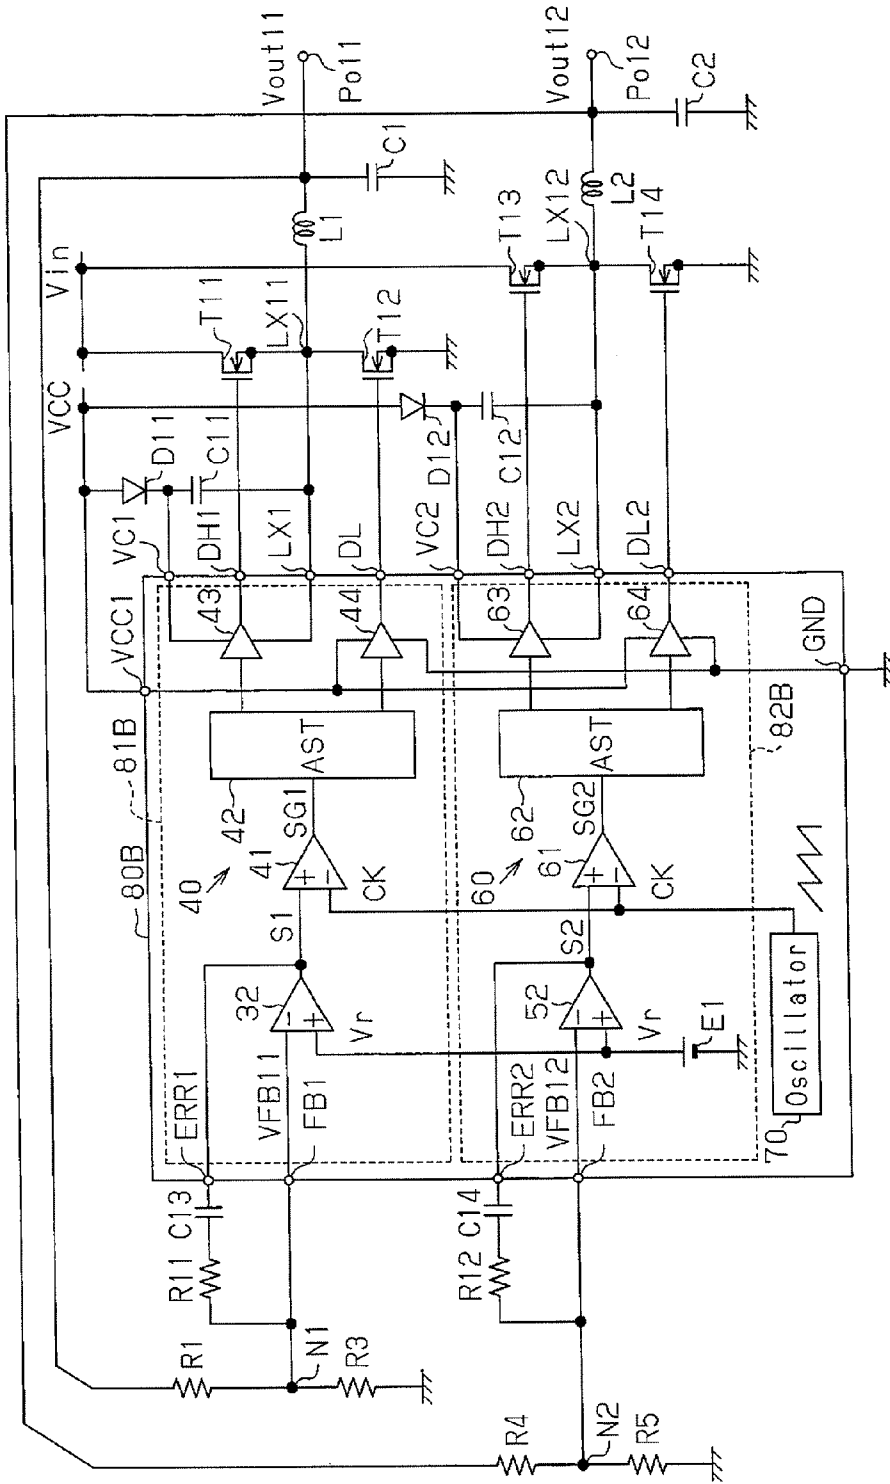 Vout11
Po11
Vout12
Po12
C1
C2
Vin
L1
L2
T11
LX11
T12
T13
LX12
T14
VCC
D11
C11
D12
C12
VC1
DH1
LX1
DL
VC2
DH2
LX2
DL2
VCC1
GND
43
44
63
64
81B
82B
80B
AST
42
AST
62
SG1
SG2
40
41
60
61
CK
CK
S1
S2
32
52
Vr
Vr
E1
Oscillator
70
ERR1
VFB11
FB1
ERR2
VFB12
FB2
C13
R11
C14
R12
R1
N1
R3
R4
N2
R5